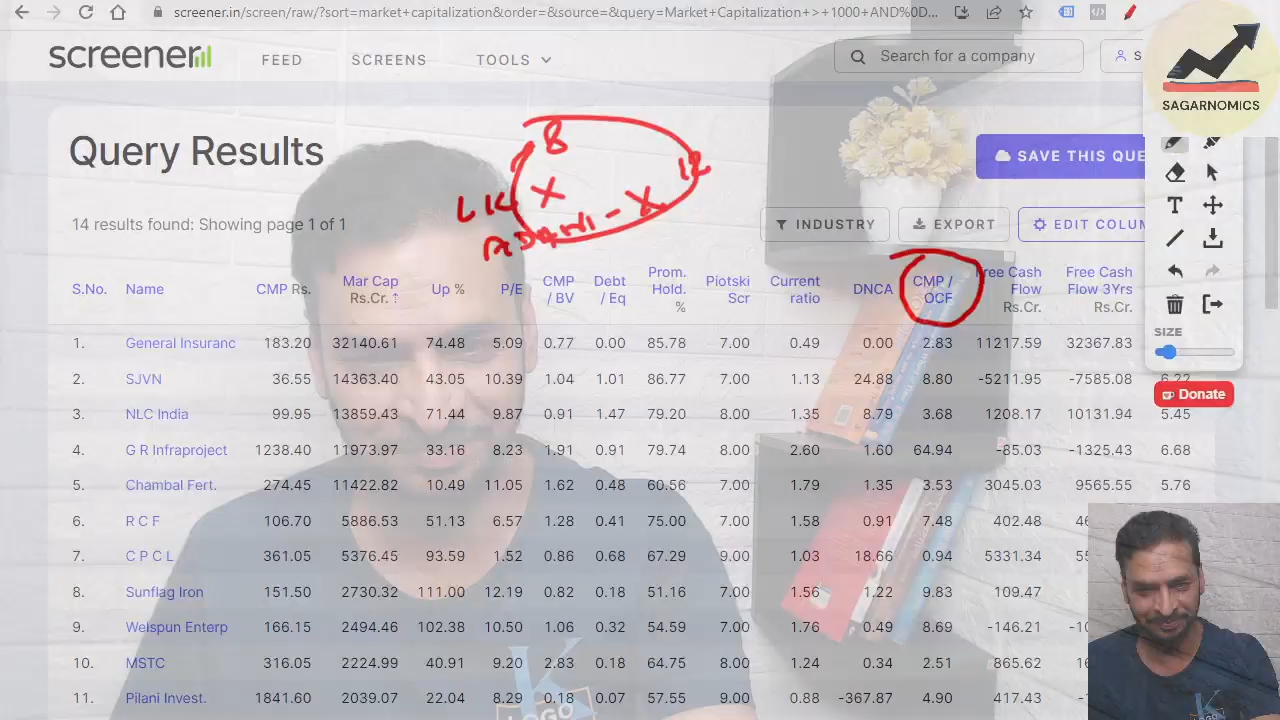 screener.in/screen/raw/?sort=market+capitalization&order=&source=&query=Market+Capitalization+>+1000+AND%0D...
screener FEED SCREENS TOOLS Search for a company S
SAGARNOMICS
Query Results SAVE THIS QUE
B
X X
14 results found: Showing page 1 of 1 INDUSTRY EXPORT EDIT COLUM
S.No. Name CMP Rs. Mar Cap Rs.Cr. ↑ Up % P/E CMP / BV Debt / Eq Prom. Hold. % Piotski Scr Current ratio DNCA CMP / OCF Free Cash Flow Rs.Cr. Free Cash Flow 3Yrs Rs.Cr.
SIZE
Donate
1. General Insuranc 183.20 32140.61 74.48 5.09 0.77 0.00 85.78 7.00 0.49 0.00 2.83 11217.59 32367.83
2. SJVN 36.55 14363.40 43.05 10.39 1.04 1.01 86.77 7.00 1.13 24.88 8.80 -5211.95 -7585.08 6.22
3. NLC India 99.95 13859.43 71.44 9.87 0.91 1.47 79.20 8.00 1.35 8.79 3.68 1208.17 10131.94 5.45
4. G R Infraproject 1238.40 11973.97 33.16 8.23 1.91 0.91 79.74 8.00 2.60 1.60 64.94 -85.03 -1325.43 6.68
5. Chambal Fert. 274.45 11422.82 10.49 11.05 1.62 0.48 60.56 7.00 1.79 1.35 3.53 3045.03 9565.55 5.76
6. R C F 106.70 5886.53 51.13 6.57 1.28 0.41 75.00 7.00 1.58 0.91 7.48 402.48
7. C P C L 361.05 5376.45 93.59 1.52 0.86 0.68 67.29 9.00 1.03 18.66 0.94 5331.34
8. Sunflag Iron 151.50 2730.32 111.00 12.19 0.82 0.18 51.16 7.00 1.56 1.22 9.83 109.47
9. Welspun Enterp 166.15 2494.46 102.38 10.50 1.06 0.32 54.59 7.00 1.76 0.49 8.69 -146.21
10. MSTC 316.05 2224.99 40.91 9.20 2.83 0.18 64.75 8.00 1.24 0.34 2.51 865.62
11. Pilani Invest. 1841.60 2039.07 22.04 8.29 0.18 0.07 57.55 9.00 0.88 -367.87 4.90 417.43
LOGO